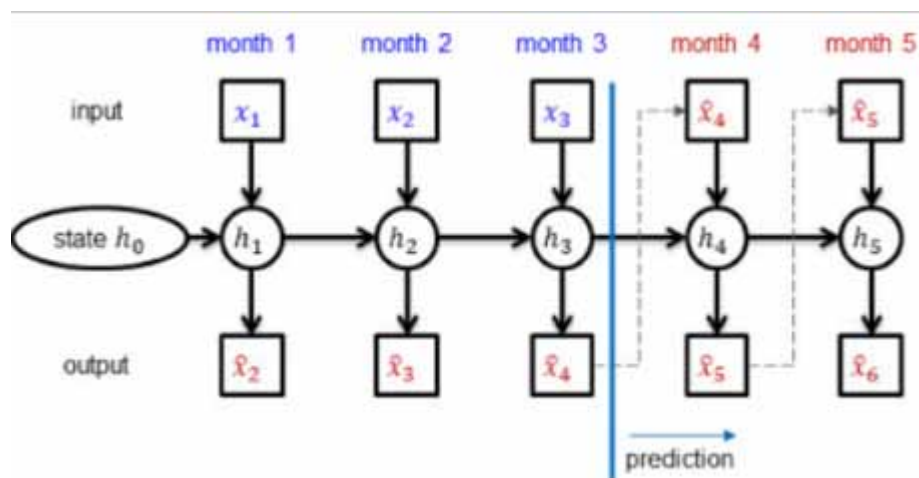 month 1 month 2 month 3 month 4 month 5
input x₁ x₂ x₃ x̂₄ x̂₅
state h₀ h₁ h₂ h₃ h₄ h₅
output x̂₂ x̂₃ x̂₄ x̂₅ x̂₆
prediction